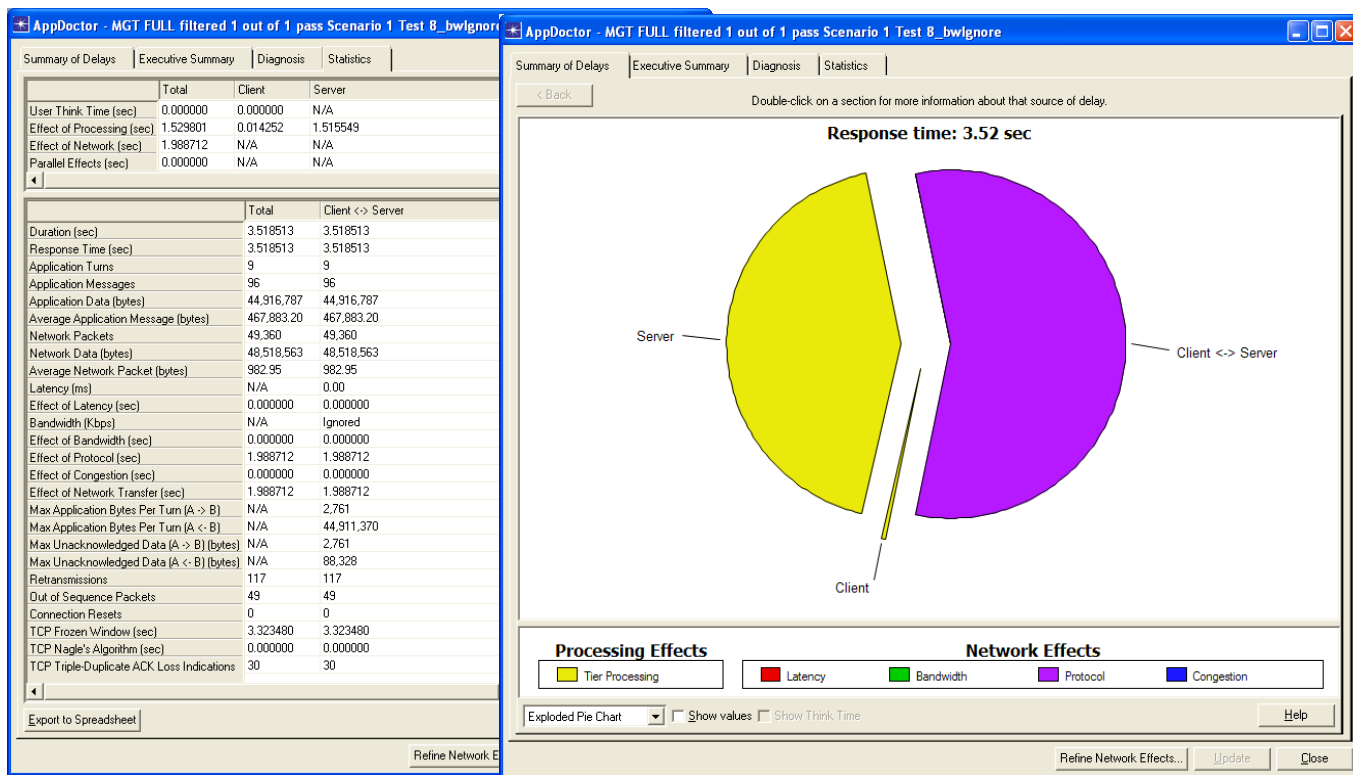 AppDoctor - MGT FULL filtered 1 out of 1 pass Scenario 1 Test 8_bwIgnore
Summary of Delays Executive Summary Diagnosis Statistics
Total Client Server
User Think Time (sec) 0.000000 0.000000 N/A
Effect of Processing (sec) 1.529801 0.014252 1.515549
Effect of Network (sec) 1.988712 N/A N/A
Parallel Effects (sec) 0.000000 N/A N/A
Total Client <-> Server
Duration (sec) 3.518513 3.518513
Response Time (sec) 3.518513 3.518513
Application Turns 9 9
Application Messages 96 96
Application Data (bytes) 44,916,787 44,916,787
Average Application Message (bytes) 467,883.20 467,883.20
Network Packets 49,360 49,360
Network Data (bytes) 48,518,563 48,518,563
Average Network Packet (bytes) 982.95 982.95
Latency (ms) N/A 0.00
Effect of Latency (sec) 0.000000 0.000000
Bandwidth (Kbps) N/A Ignored
Effect of Bandwidth (sec) 0.000000 0.000000
Effect of Protocol (sec) 1.988712 1.988712
Effect of Congestion (sec) 0.000000 0.000000
Effect of Network Transfer (sec) 1.988712 1.988712
Max Application Bytes Per Turn (A -> B) N/A 2,761
Max Application Bytes Per Turn (A <- B) N/A 44,911,370
Max Unacknowledged Data (A -> B) (bytes) N/A 2,761
Max Unacknowledged Data (A <- B) (bytes) N/A 88,328
Retransmissions 117 117
Out of Sequence Packets 49 49
Connection Resets 0 0
TCP Frozen Window (sec) 3.323480 3.323480
TCP Nagle's Algorithm (sec) 0.000000 0.000000
TCP Triple-Duplicate ACK Loss Indications 30 30
Export to Spreadsheet
Refine Network E
AppDoctor - MGT FULL filtered 1 out of 1 pass Scenario 1 Test 8_bwIgnore
Summary of Delays Executive Summary Diagnosis Statistics
< Back Double-click on a section for more information about that source of delay.
Response time: 3.52 sec
Server
Client <-> Server
Client
Processing Effects Network Effects
Tier Processing Latency Bandwidth Protocol Congestion
Exploded Pie Chart Show values Show Think Time Help
Refine Network Effects... Update Close